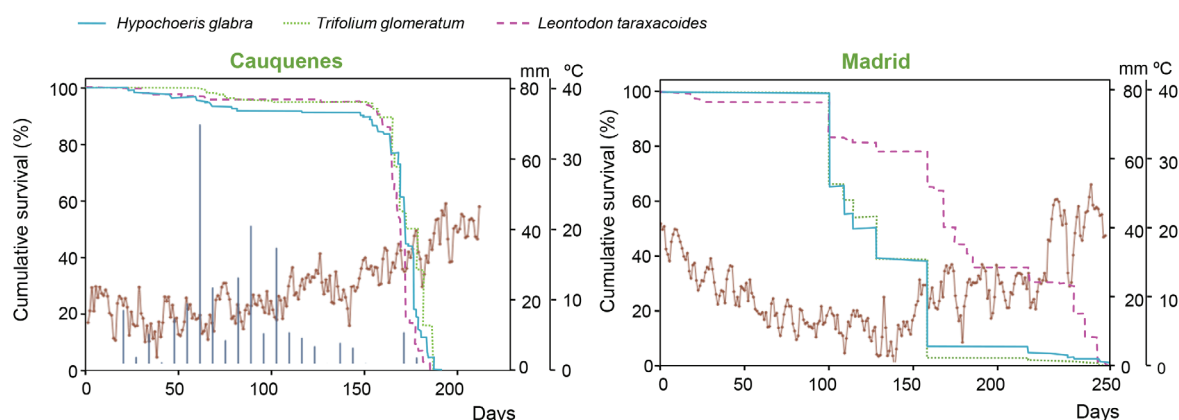 Hypochoeris glabra Trifolium glomeratum Leontodon taraxacoides
Cauquenes
Madrid
mm ºC
mm ºC
Cumulative survival (%)
100 80 40
80 60 30
60
40 20
40 20 10
20
0 0 0
0 50 100 150 200
Days
Cumulative survival (%)
100 80 40
80 60 30
60
40 20
40 20 10
20
0 0 0
0 50 100 150 200 250
Days